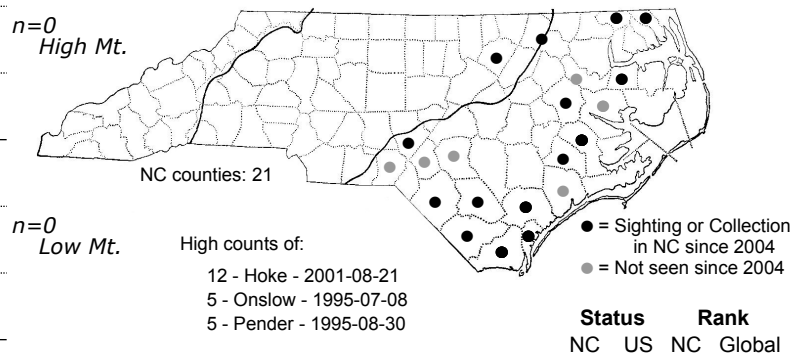 n=0
High Mt.
NC counties: 21
n=0
Low Mt.
High counts of:
12 - Hoke - 2001-08-21
5 - Onslow - 1995-07-08
5 - Pender - 1995-08-30
= Sighting or Collection
in NC since 2004
= Not seen since 2004
Status Rank
NC US NC Global